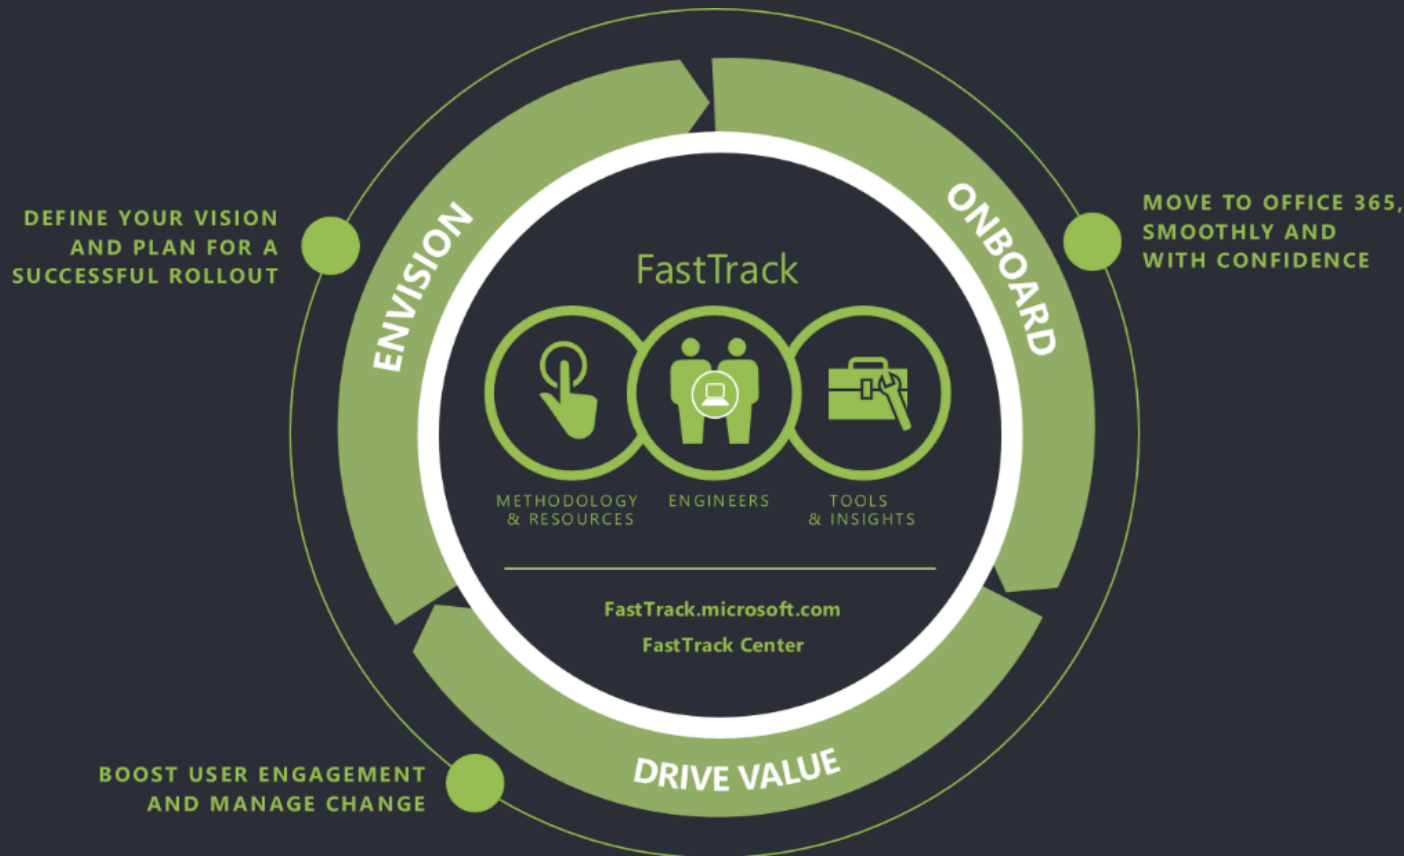 DEFINE YOUR VISION
AND PLAN FOR A
SUCCESSFUL ROLLOUT
ENVISION
ONBOARD
MOVE TO OFFICE 365,
SMOOTHLY AND
WITH CONFIDENCE
FastTrack
METHODOLOGY
& RESOURCES
ENGINEERS
TOOLS
& INSIGHTS
FastTrack.microsoft.com
FastTrack Center
DRIVE VALUE
BOOST USER ENGAGEMENT
AND MANAGE CHANGE